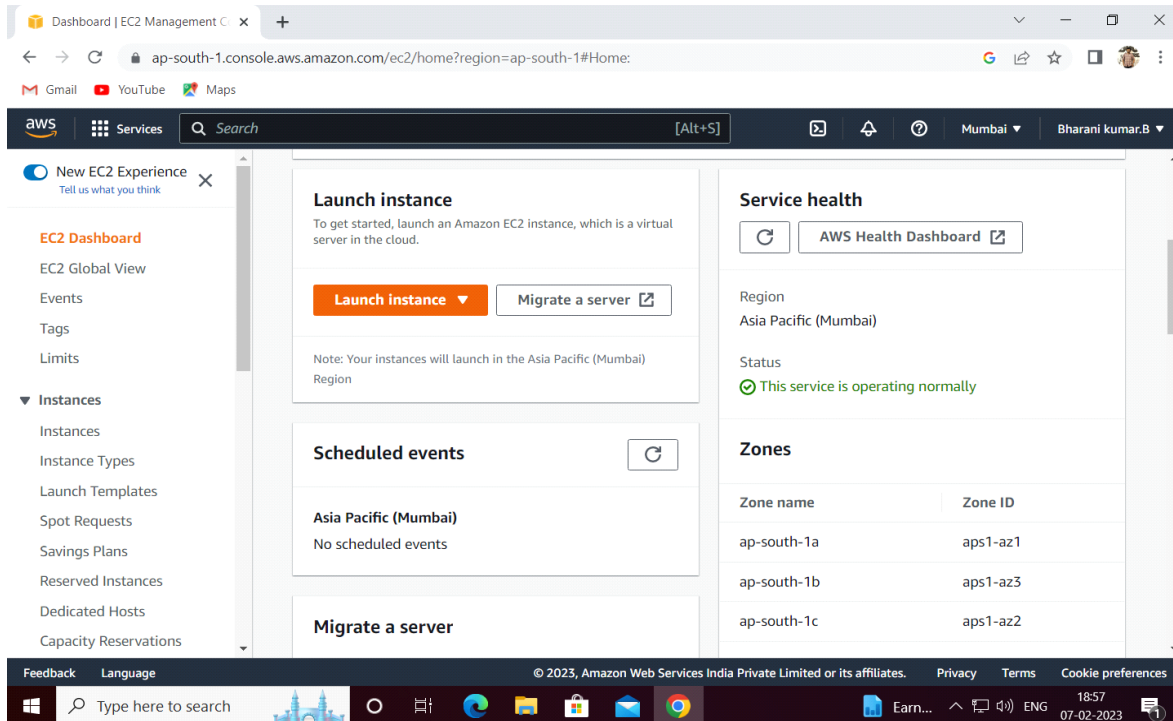 Dashboard | EC2 Management C
ap-south-1.console.aws.amazon.com/ec2/home?region=ap-south-1#Home:
Gmail YouTube Maps
aws Services Search [Alt+S] Mumbai Bharani kumar.B
New EC2 Experience
Tell us what you think
EC2 Dashboard
EC2 Global View
Events
Tags
Limits
Instances
Instances
Instance Types
Launch Templates
Spot Requests
Savings Plans
Reserved Instances
Dedicated Hosts
Capacity Reservations
Launch instance
To get started, launch an Amazon EC2 instance, which is a virtual
server in the cloud.
Launch instance Migrate a server
Note: Your instances will launch in the Asia Pacific (Mumbai)
Region
Scheduled events
Asia Pacific (Mumbai)
No scheduled events
Migrate a server
Service health
AWS Health Dashboard
Region
Asia Pacific (Mumbai)
Status
This service is operating normally
Zones
Zone name Zone ID
ap-south-1a aps1-az1
ap-south-1b aps1-az3
ap-south-1c aps1-az2
Feedback Language © 2023, Amazon Web Services India Private Limited or its affiliates. Privacy Terms Cookie preferences
Type here to search Earn... ENG 18:57
07-02-2023 1